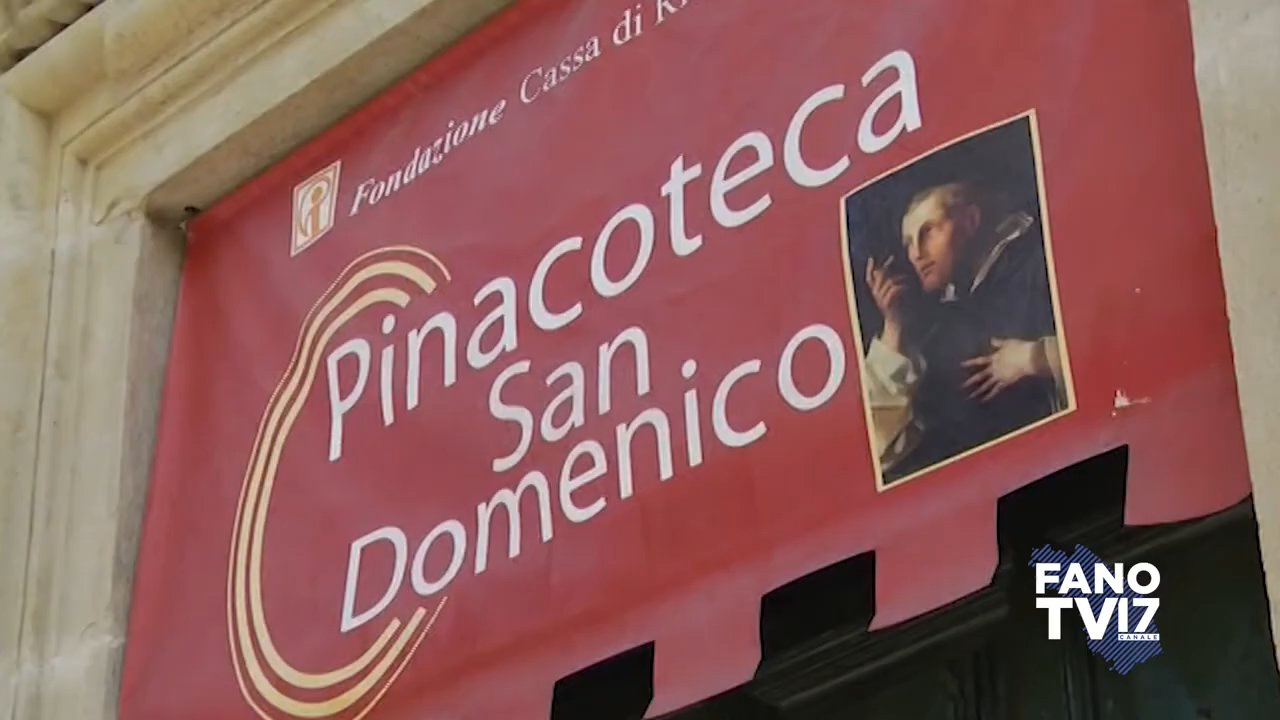 Fondazione Cassa di
Pinacoteca
San
Domenico
FANO
TV17
CANALE